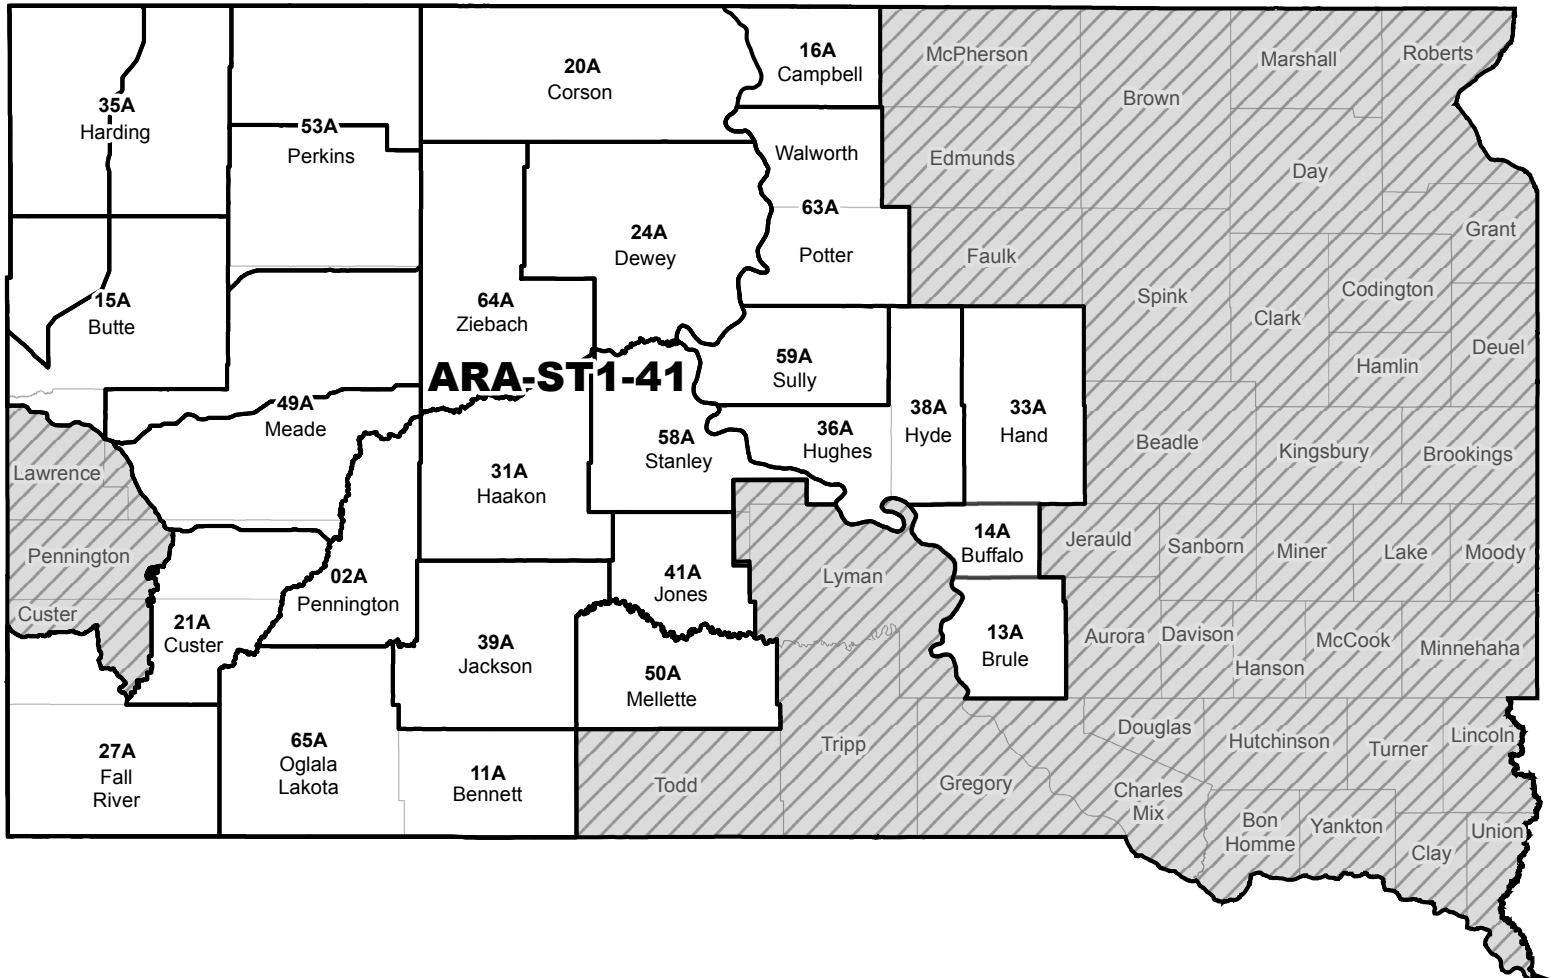 35A
Harding
53A
Perkins
20A
Corson
16A
Campbell
McPherson
Brown
Marshall
Roberts
Walworth
63A
Potter
Edmunds
Day
Grant
24A
Dewey
Faulk
15A
Butte
64A
Ziebach
Spink
Codington
Clark
Hamlin
Deuel
ARA-ST1-41
59A
Sully
49A
Meade
38A
Hyde
33A
Hand
58A
Stanley
36A
Hughes
Beadle
Kingsbury
Brookings
Lawrence
31A
Haakon
14A
Buffalo
Jerauld
Sanborn
Miner
Lake
Moody
Pennington
02A
Pennington
41A
Jones
Lyman
Custer
21A
Custer
39A
Jackson
50A
Mellette
13A
Brule
Aurora
Davison
Hanson
McCook
Minnehaha
27A
Fall
River
65A
Oglala
Lakota
11A
Bennett
Todd
Tripp
Gregory
Douglas
Charles
Mix
Hutchinson
Turner
Lincoln
Bon
Homme
Yankton
Clay
Union